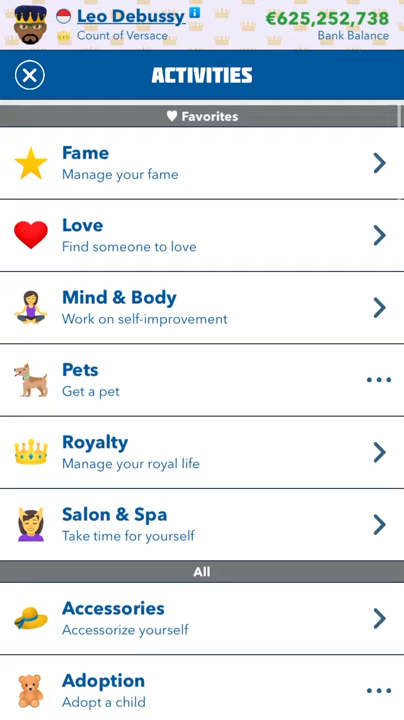 Leo Debussy
Count of Versace
€625,252,738
Bank Balance
ACTIVITIES
Favorites
Fame
Manage your fame
Love
Find someone to love
Mind & Body
Work on self-improvement
Pets
Get a pet
Royalty
Manage your royal life
Salon & Spa
Take time for yourself
All
Accessories
Accessorize yourself
Adoption
Adopt a child